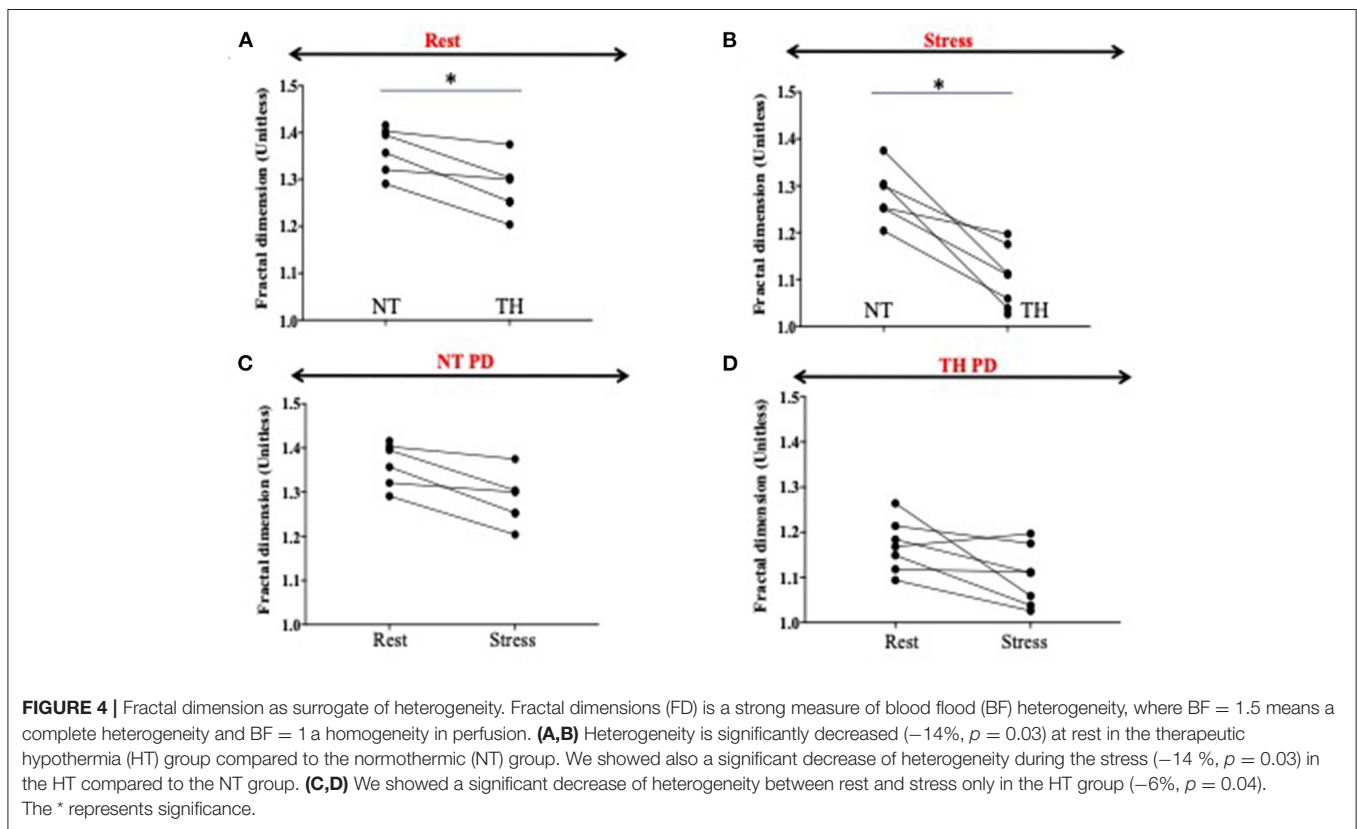 A
Rest
*
Fractal dimension (Unitless)
1.5
1.4
1.3
1.2
1.1
1.0
NT
TH
B
Stress
*
Fractal dimension (Unitless)
1.5
1.4
1.3
1.2
1.1
1.0
NT
TH
C
NT PD
Fractal dimension (Unitless)
1.5
1.4
1.3
1.2
1.1
1.0
Rest
Stress
D
TH PD
Fractal dimension (Unitless)
1.5
1.4
1.3
1.2
1.1
1.0
Rest
Stress
FIGURE 4 | Fractal dimension as surrogate of heterogeneity. Fractal dimensions (FD) is a strong measure of blood flood (BF) heterogeneity, where BF = 1.5 means a
complete heterogeneity and BF = 1 a homogeneity in perfusion. (A,B) Heterogeneity is significantly decreased (−14%, p = 0.03) at rest in the therapeutic
hypothermia (HT) group compared to the normothermic (NT) group. We showed also a significant decrease of heterogeneity during the stress (−14 %, p = 0.03) in
the HT compared to the NT group. (C,D) We showed a significant decrease of heterogeneity between rest and stress only in the HT group (−6%, p = 0.04).
The * represents significance.